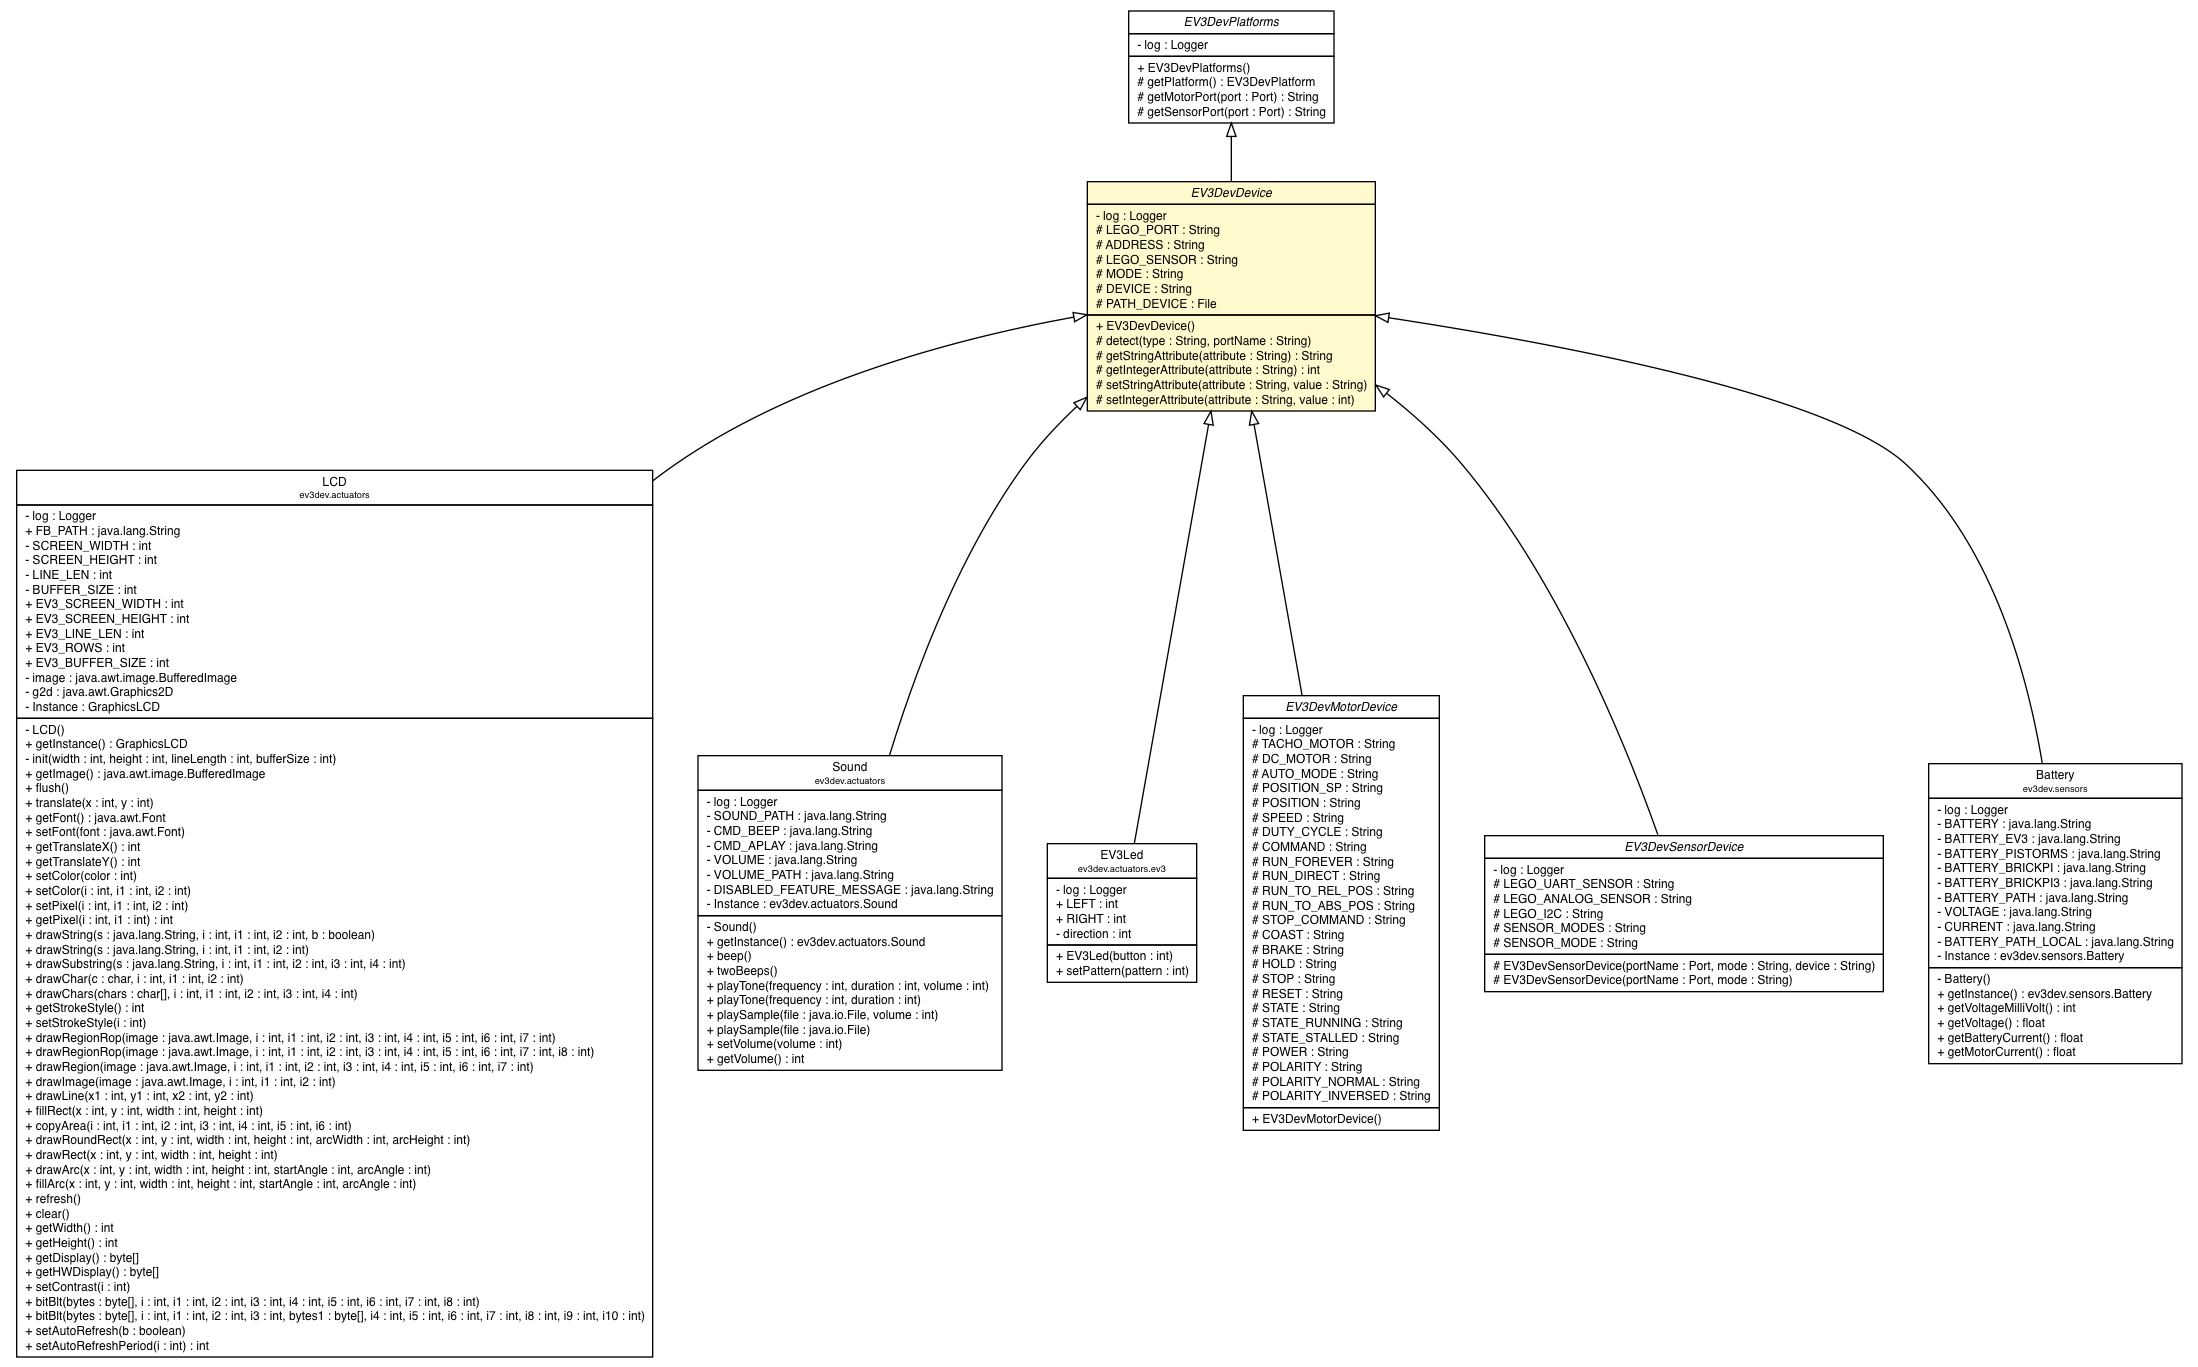 EV3DevPlatforms
- log : Logger
+ EV3DevPlatforms()
# getPlatform() : EV3DevPlatform
# getMotorPort(port : Port) : String
# getSensorPort(port : Port) : String
EV3DevDevice
- log : Logger
# LEGO_PORT : String
# ADDRESS : String
# LEGO_SENSOR : String
# MODE : String
# DEVICE : String
# PATH_DEVICE : File
+ EV3DevDevice()
# detect(type : String, portName : String)
# getStringAttribute(attribute : String) : String
# getIntegerAttribute(attribute : String) : int
# setStringAttribute(attribute : String, value : String)
# setIntegerAttribute(attribute : String, value : int)
LCD
ev3dev.actuators
- log : Logger
+ FB_PATH : java.lang.String
- SCREEN_WIDTH : int
- SCREEN_HEIGHT : int
- LINE_LEN : int
- BUFFER_SIZE : int
+ EV3_SCREEN_WIDTH : int
+ EV3_SCREEN_HEIGHT : int
+ EV3_LINE_LEN : int
+ EV3_ROWS : int
+ EV3_BUFFER_SIZE : int
- image : java.awt.image.BufferedImage
- g2d : java.awt.Graphics2D
- Instance : GraphicsLCD
- LCD()
+ getInstance() : GraphicsLCD
- init(width : int, height : int, lineLength : int, bufferSize : int)
+ getImage() : java.awt.image.BufferedImage
+ flush()
+ translate(x : int, y : int)
+ getFont() : java.awt.Font
+ setFont(font : java.awt.Font)
+ getTranslateX() : int
+ getTranslateY() : int
+ setColor(color : int)
+ setColor(i : int, i1 : int, i2 : int)
+ setPixel(i : int, i1 : int, i2 : int)
+ getPixel(i : int, i1 : int) : int
+ drawString(s : java.lang.String, i : int, i1 : int, i2 : int, b : boolean)
+ drawString(s : java.lang.String, i : int, i1 : int, i2 : int)
+ drawSubstring(s : java.lang.String, i : int, i1 : int, i2 : int, i3 : int, i4 : int)
+ drawChar(c : char, i : int, i1 : int, i2 : int)
+ drawChars(chars : char[], i : int, i1 : int, i2 : int, i3 : int, i4 : int)
+ getStrokeStyle() : int
+ setStrokeStyle(i : int)
+ drawRegionRop(image : java.awt.Image, i : int, i1 : int, i2 : int, i3 : int, i4 : int, i5 : int, i6 : int, i7 : int)
+ drawRegionRop(image : java.awt.Image, i : int, i1 : int, i2 : int, i3 : int, i4 : int, i5 : int, i6 : int, i7 : int, i8 : int)
+ drawRegion(image : java.awt.Image, i : int, i1 : int, i2 : int, i3 : int, i4 : int, i5 : int, i6 : int, i7 : int)
+ drawImage(image : java.awt.Image, i : int, i1 : int, i2 : int)
+ drawLine(x1 : int, y1 : int, x2 : int, y2 : int)
+ fillRect(x : int, y : int, width : int, height : int)
+ copyArea(i : int, i1 : int, i2 : int, i3 : int, i4 : int, i5 : int, i6 : int)
+ drawRoundRect(x : int, y : int, width : int, height : int, arcWidth : int, arcHeight : int)
+ drawRect(x : int, y : int, width : int, height : int)
+ drawArc(x : int, y : int, width : int, height : int, startAngle : int, arcAngle : int)
+ fillArc(x : int, y : int, width : int, height : int, startAngle : int, arcAngle : int)
+ refresh()
+ clear()
+ getWidth() : int
+ getHeight() : int
+ getDisplay() : byte[]
+ getHWDisplay() : byte[]
+ setContrast(i : int)
+ bitBlt(bytes : byte[], i : int, i1 : int, i2 : int, i3 : int, i4 : int, i5 : int, i6 : int, i7 : int, i8 : int)
+ bitBlt(bytes : byte[], i : int, i1 : int, i2 : int, i3 : int, bytes1 : byte[], i4 : int, i5 : int, i6 : int, i7 : int, i8 : int, i9 : int, i10 : int)
+ setAutoRefresh(b : boolean)
+ setAutoRefreshPeriod(i : int) : int
Sound
ev3dev.actuators
- log : Logger
- SOUND_PATH : java.lang.String
- CMD_BEEP : java.lang.String
- CMD_APLAY : java.lang.String
- VOLUME : java.lang.String
- VOLUME_PATH : java.lang.String
- DISABLED_FEATURE_MESSAGE : java.lang.String
- Instance : ev3dev.actuators.Sound
- Sound()
+ getInstance() : ev3dev.actuators.Sound
+ beep()
+ twoBeeps()
+ playTone(frequency : int, duration : int, volume : int)
+ playTone(frequency : int, duration : int)
+ playSample(file : java.io.File, volume : int)
+ playSample(file : java.io.File)
+ setVolume(volume : int)
+ getVolume() : int
EV3Led
ev3dev.actuators.ev3
- log : Logger
+ LEFT : int
+ RIGHT : int
- direction : int
+ EV3Led(button : int)
+ setPattern(pattern : int)
EV3DevMotorDevice
- log : Logger
# TACHO_MOTOR : String
# DC_MOTOR : String
# AUTO_MODE : String
# POSITION_SP : String
# POSITION : String
# SPEED : String
# DUTY_CYCLE : String
# COMMAND : String
# RUN_FOREVER : String
# RUN_DIRECT : String
# RUN_TO_REL_POS : String
# RUN_TO_ABS_POS : String
# STOP_COMMAND : String
# COAST : String
# BRAKE : String
# HOLD : String
# STOP : String
# RESET : String
# STATE : String
# STATE_RUNNING : String
# STATE_STALLED : String
# POWER : String
# POLARITY : String
# POLARITY_NORMAL : String
# POLARITY_INVERSED : String
+ EV3DevMotorDevice()
EV3DevSensorDevice
- log : Logger
# LEGO_UART_SENSOR : String
# LEGO_ANALOG_SENSOR : String
# LEGO_I2C : String
# SENSOR_MODES : String
# SENSOR_MODE : String
# EV3DevSensorDevice(portName : Port, mode : String, device : String)
# EV3DevSensorDevice(portName : Port, mode : String)
Battery
ev3dev.sensors
- log : Logger
- BATTERY : java.lang.String
- BATTERY_EV3 : java.lang.String
- BATTERY_PISTORMS : java.lang.String
- BATTERY_BRICKPI : java.lang.String
- BATTERY_BRICKPI3 : java.lang.String
- BATTERY_PATH : java.lang.String
- VOLTAGE : java.lang.String
- CURRENT : java.lang.String
- BATTERY_PATH_LOCAL : java.lang.String
- Instance : ev3dev.sensors.Battery
- Battery()
+ getInstance() : ev3dev.sensors.Battery
+ getVoltageMilliVolt() : int
+ getVoltage() : float
+ getBatteryCurrent() : float
+ getMotorCurrent() : float